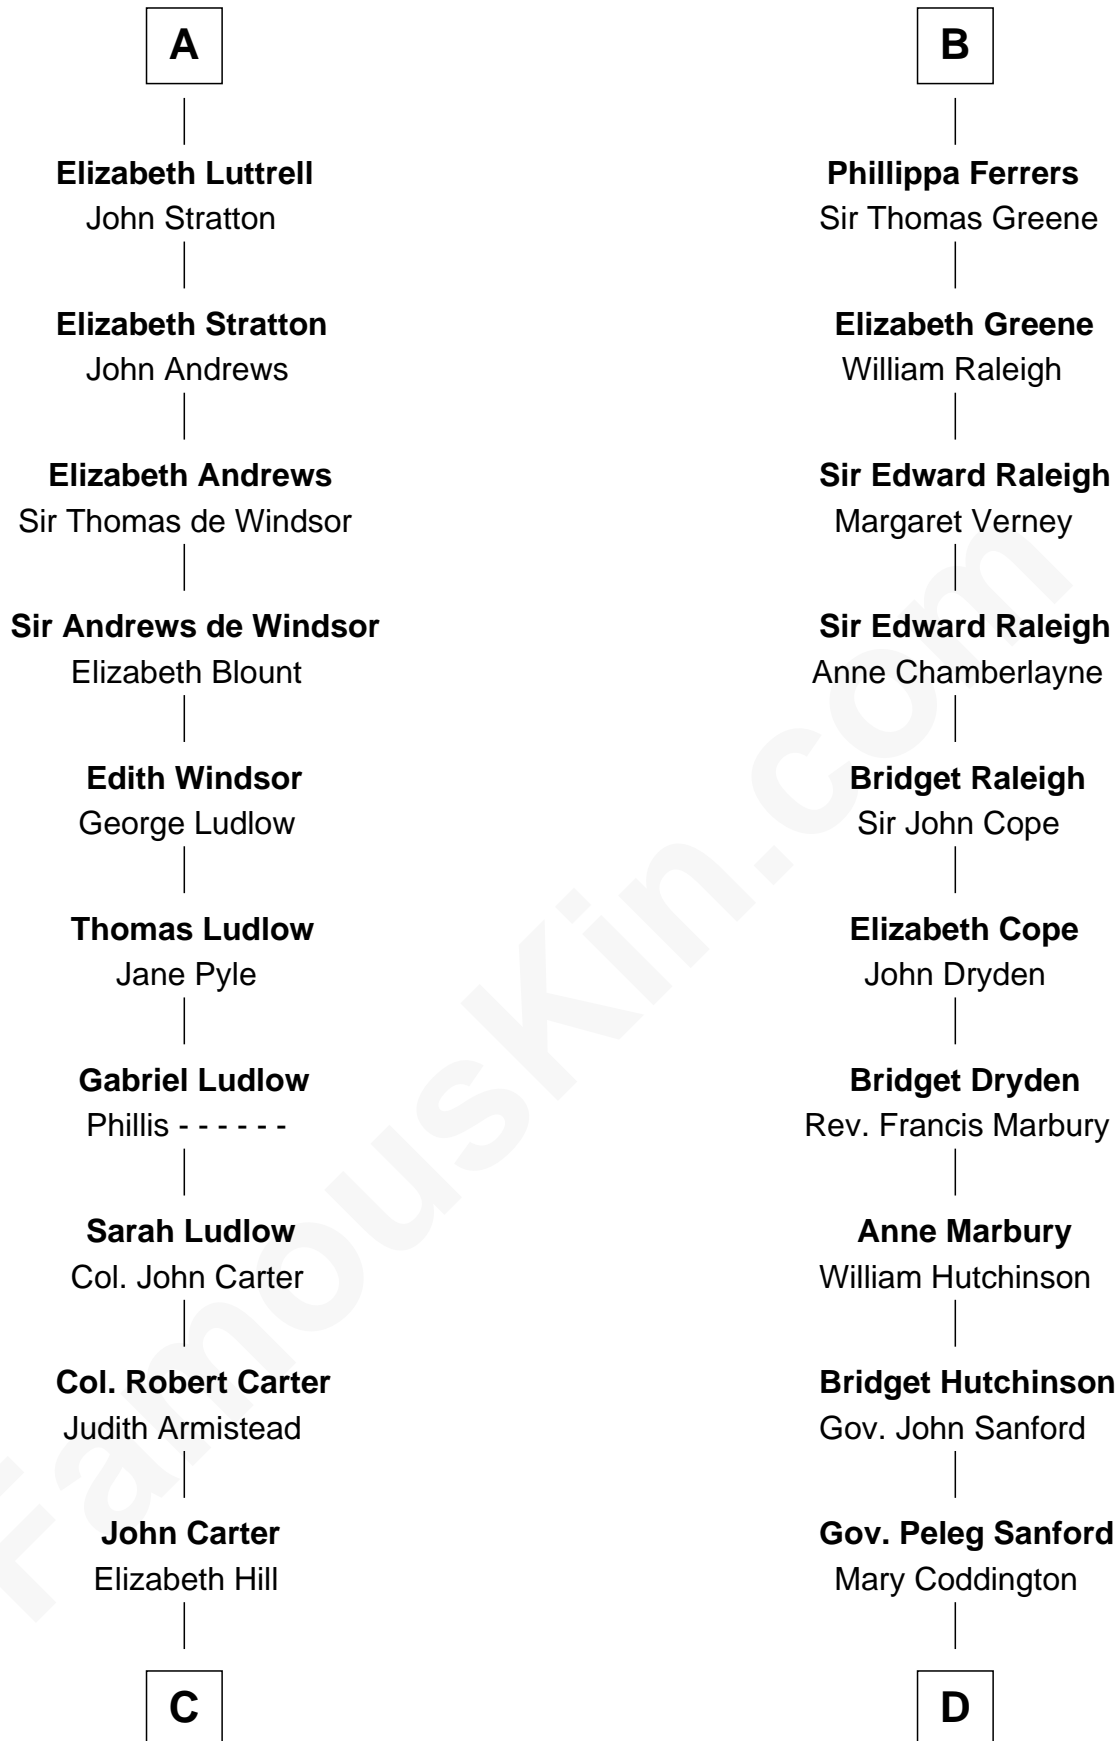 A
Elizabeth Luttrell
John Stratton
Elizabeth Stratton
John Andrews
Elizabeth Andrews
Sir Thomas de Windsor
Sir Andrews de Windsor
Elizabeth Blount
Edith Windsor
George Ludlow
Thomas Ludlow
Jane Pyle
Gabriel Ludlow
Phillis - - - - - -
Sarah Ludlow
Col. John Carter
Col. Robert Carter
Judith Armistead
John Carter
Elizabeth Hill
C
B
Phillippa Ferrers
Sir Thomas Greene
Elizabeth Greene
William Raleigh
Sir Edward Raleigh
Margaret Verney
Sir Edward Raleigh
Anne Chamberlayne
Bridget Raleigh
Sir John Cope
Elizabeth Cope
John Dryden
Bridget Dryden
Rev. Francis Marbury
Anne Marbury
William Hutchinson
Bridget Hutchinson
Gov. John Sanford
Gov. Peleg Sanford
Mary Coddington
D
FamousKin.com